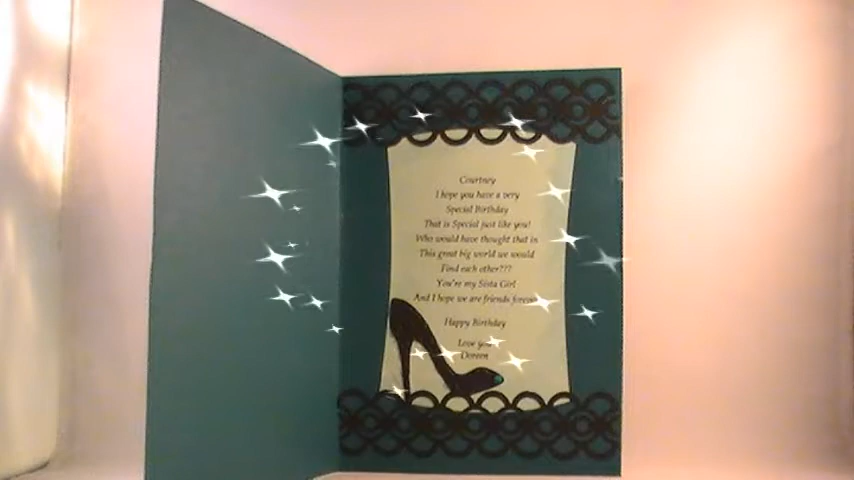 Courtney
I hope you have a very
Special Birthday
That is Special just like you!
Who would have thought that in
This great big world we would
Find each other???
You're my Sista Girl
And I hope we are friends forever
Happy Birthday
Love you
Doreen